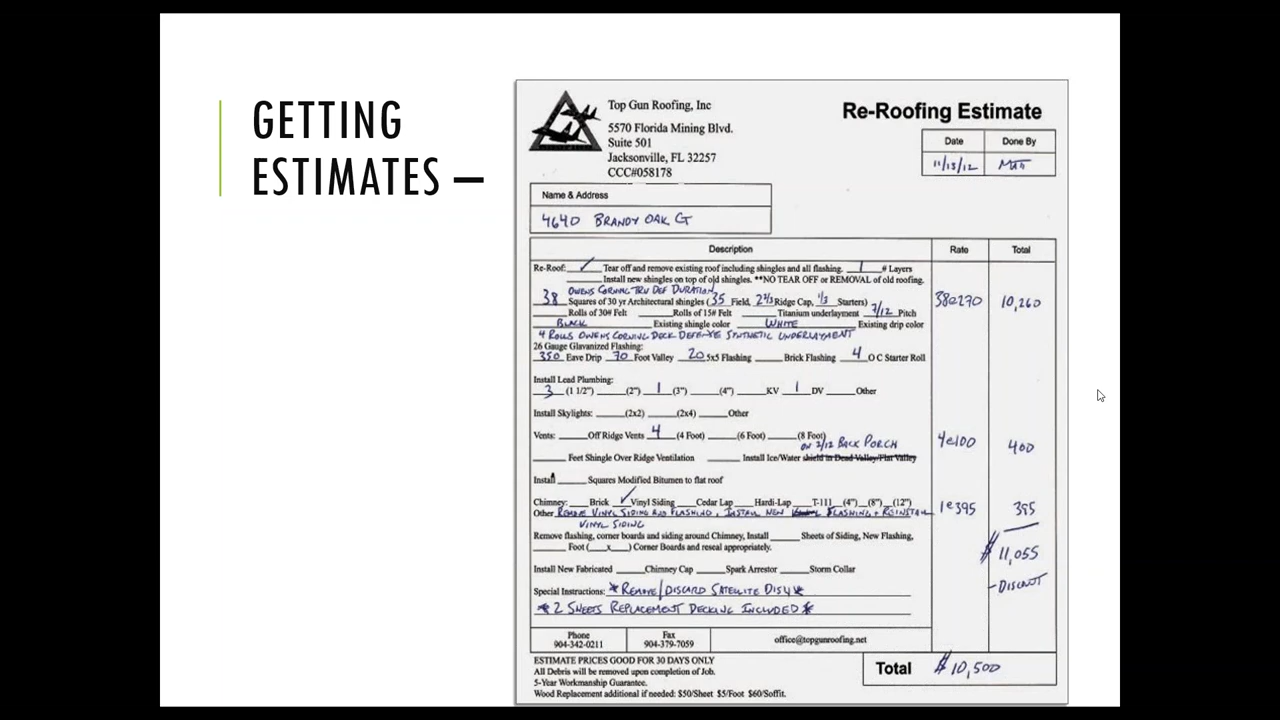 GETTING
ESTIMATES –
Top Gun Roofing, Inc
5570 Florida Mining Blvd.
Suite 501
Jacksonville, FL 32257
CCC#058178
Re-Roofing Estimate
Date Done By
11/13/12
Name & Address
4640 BRANDY OAK CT
Description Rate Total
Re-Roof: ✓ Tear off and remove existing roof including shingles and all flashing. 1 # Layers
Install new shingles on top of old shingles. **NO TEAR OFF or REMOVAL of old roofing.
OWENS CORNING TRU DEF DURATION
38 Squares of 30 yr Architectural shingles ( 35 Field, 2 2/3 Ridge Cap, 1/3 Starters) 38@270 10,260
Rolls of 30# Felt Rolls of 15# Felt Titanium underlayment 7/12 Pitch
BLACK Existing shingle color WHITE Existing drip color
4 ROLLS OWENS CORNING DECK DEFENSE SYNTHETIC UNDERLAYMENT
26 Gauge Glavanized Flashing:
350 Eave Drip 70 Foot Valley 20 5x5 Flashing Brick Flashing 4 O C Starter Roll
Install Lead Plumbing:
3 (1 1/2") (2") 1 (3") (4") KV 1 DV Other
Install Skylights: (2x2) (2x4) Other
Vents: Off Ridge Vents 4 (4 Foot) (6 Foot) (8 Foot) 4@100 400
ON 2/12 BACK PORCH
Feet Shingle Over Ridge Ventilation Install Ice/Water shield in Dead Valley/Flat Valley
Install Squares Modified Bitumen to flat roof
Chimney: Brick ✓ Vinyl Siding Cedar Lap Hardi-Lap T-111 (4") (8") (12") 1@395 395
Other REMOVE VINYL SIDING AND FLASHING, INSTALL NEW FLASHING + REINSTALL
VINYL SIDING
Remove flashing, corner boards and siding around Chimney, Install Sheets of Siding, New Flashing,
Foot ( x ) Corner Boards and reseal appropriately. $11,055
Install New Fabricated Chimney Cap Spark Arrestor Storm Collar
- DISCOUNT
Special Instructions: * REMOVE/DISCARD SATELLITE DISH *
* 2 SHEETS REPLACEMENT DECKING INCLUDED *
Phone Fax
904-342-0211 904-379-7059 office@topgunroofing.net
ESTIMATE PRICES GOOD FOR 30 DAYS ONLY
All Debris will be removed upon completion of Job.
5-Year Workmanship Guarantee.
Wood Replacement additional if needed: $50/Sheet $5/Foot $60/Soffit.
Total $10,500